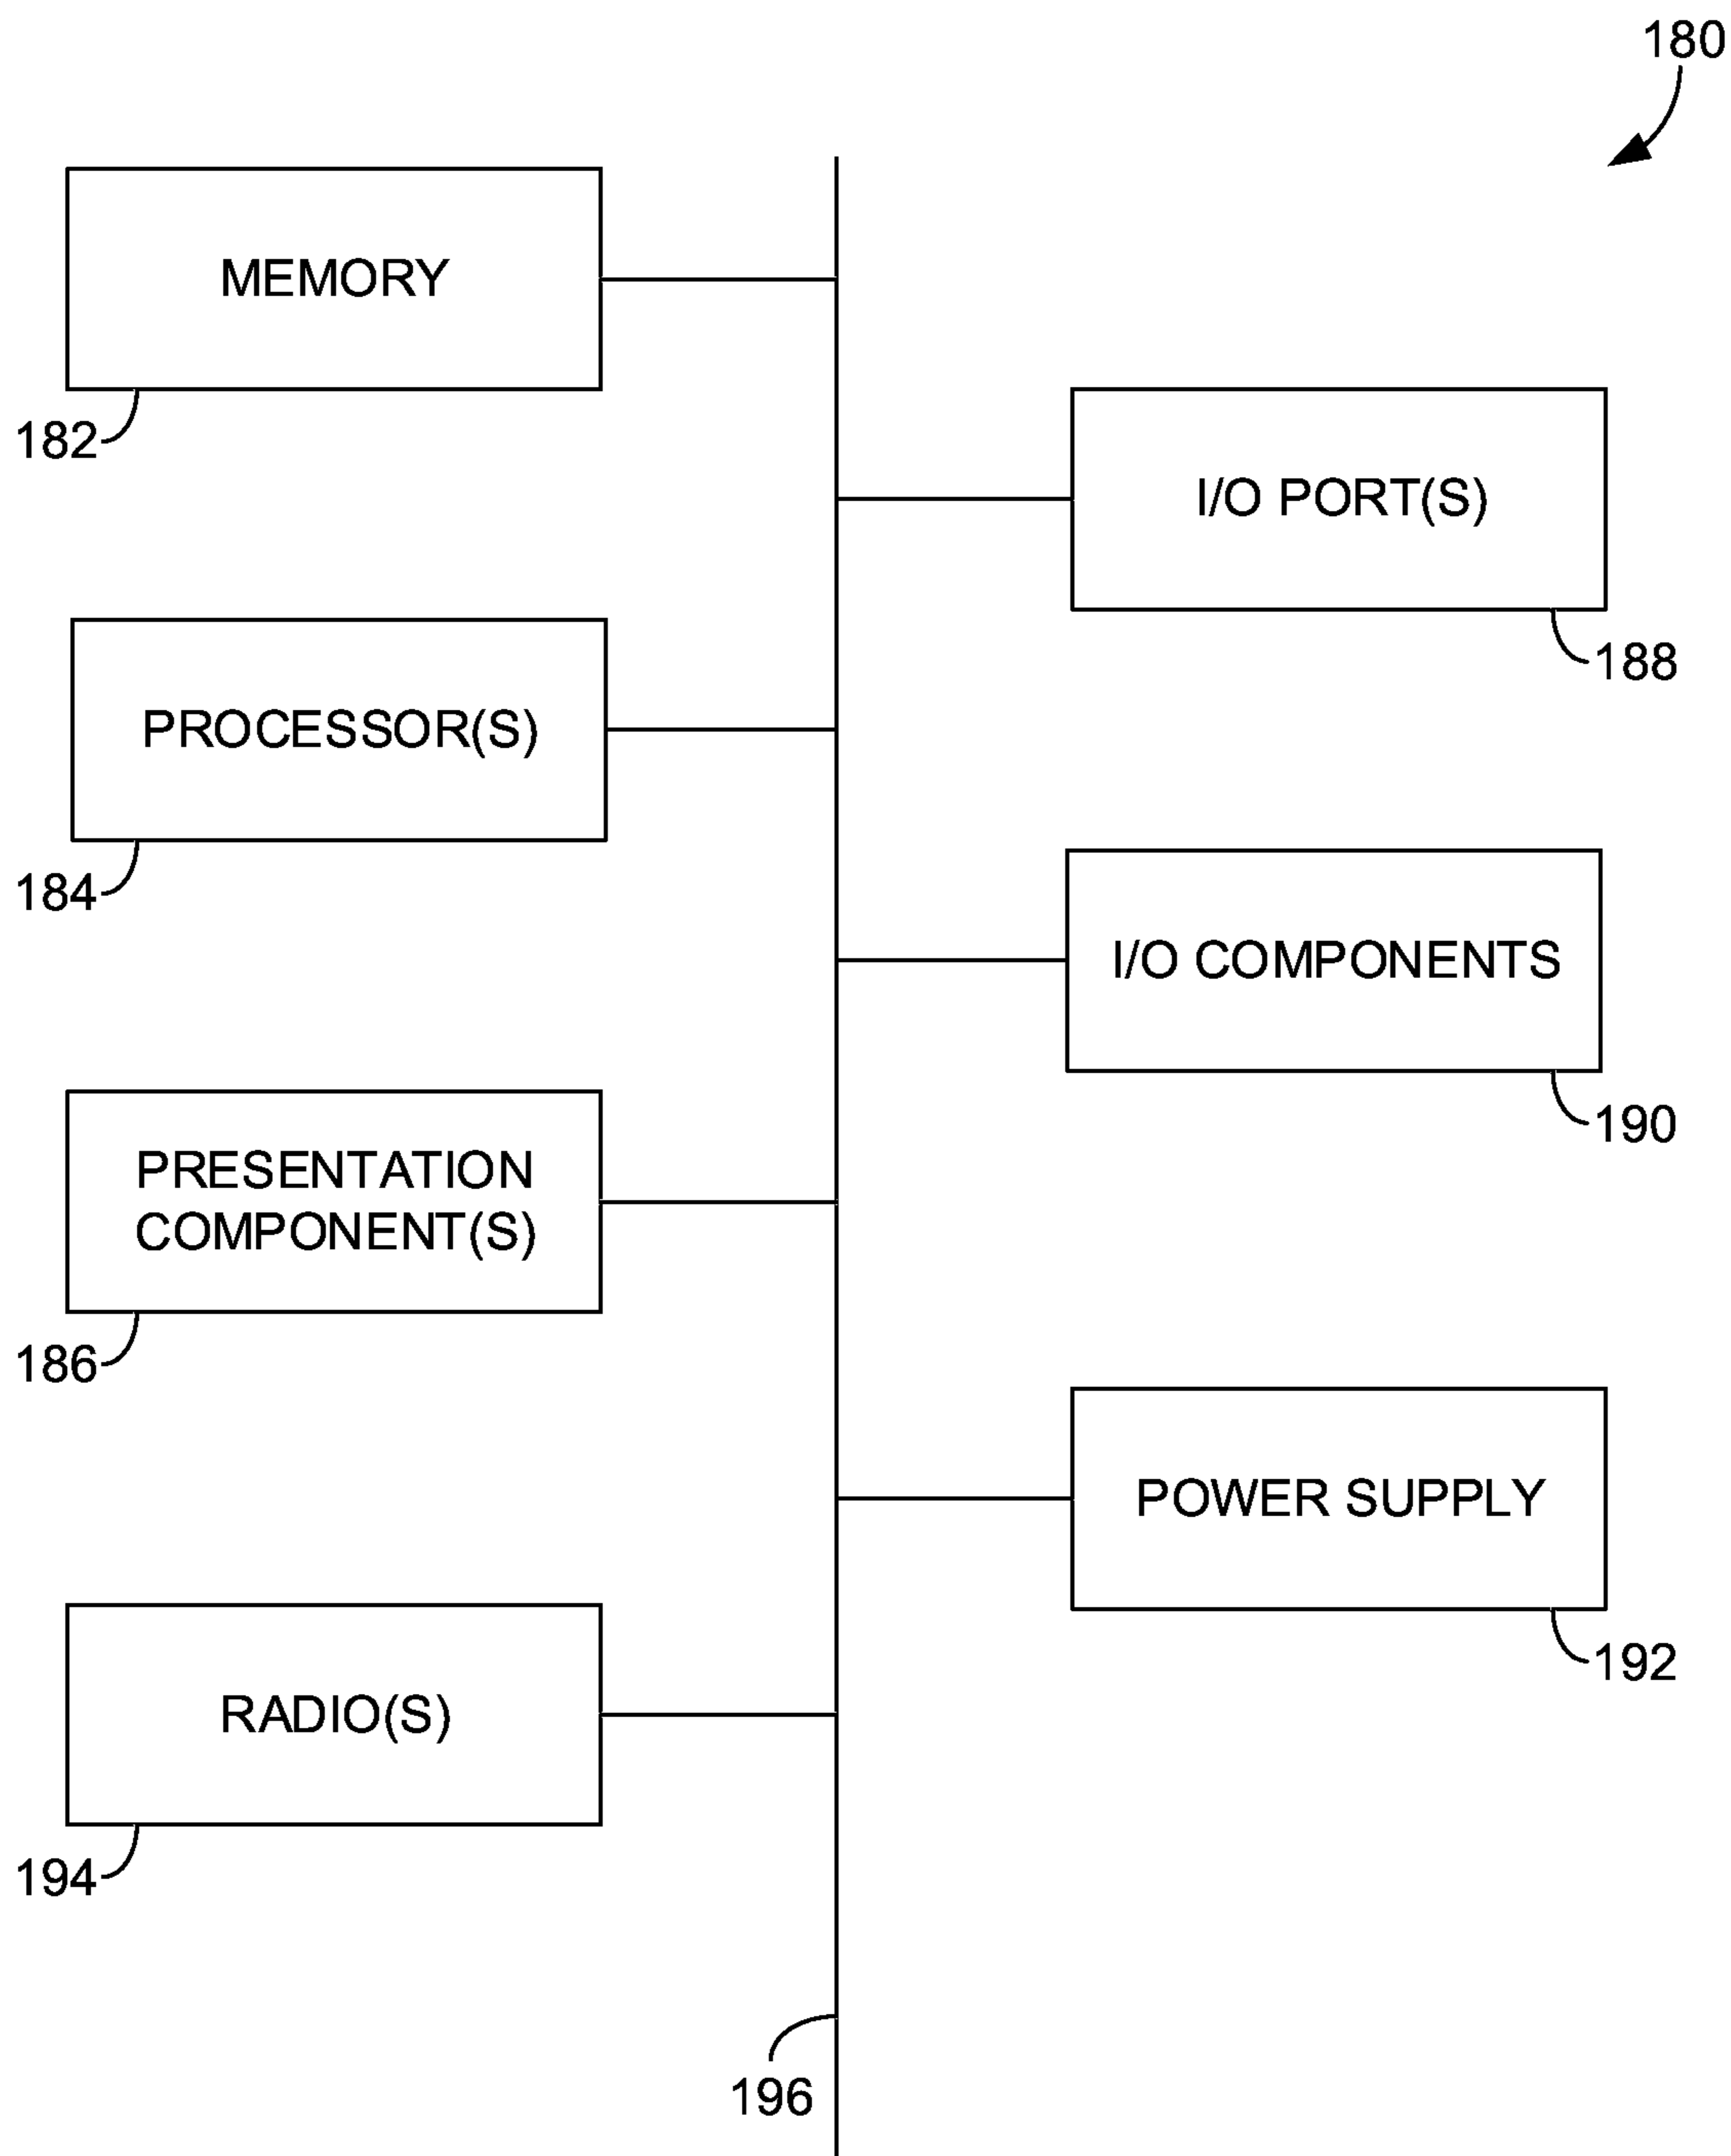 180
MEMORY
182
I/O PORT(S)
188
PROCESSOR(S)
184
I/O COMPONENTS
190
PRESENTATION
COMPONENT(S)
186
POWER SUPPLY
192
RADIO(S)
194
196